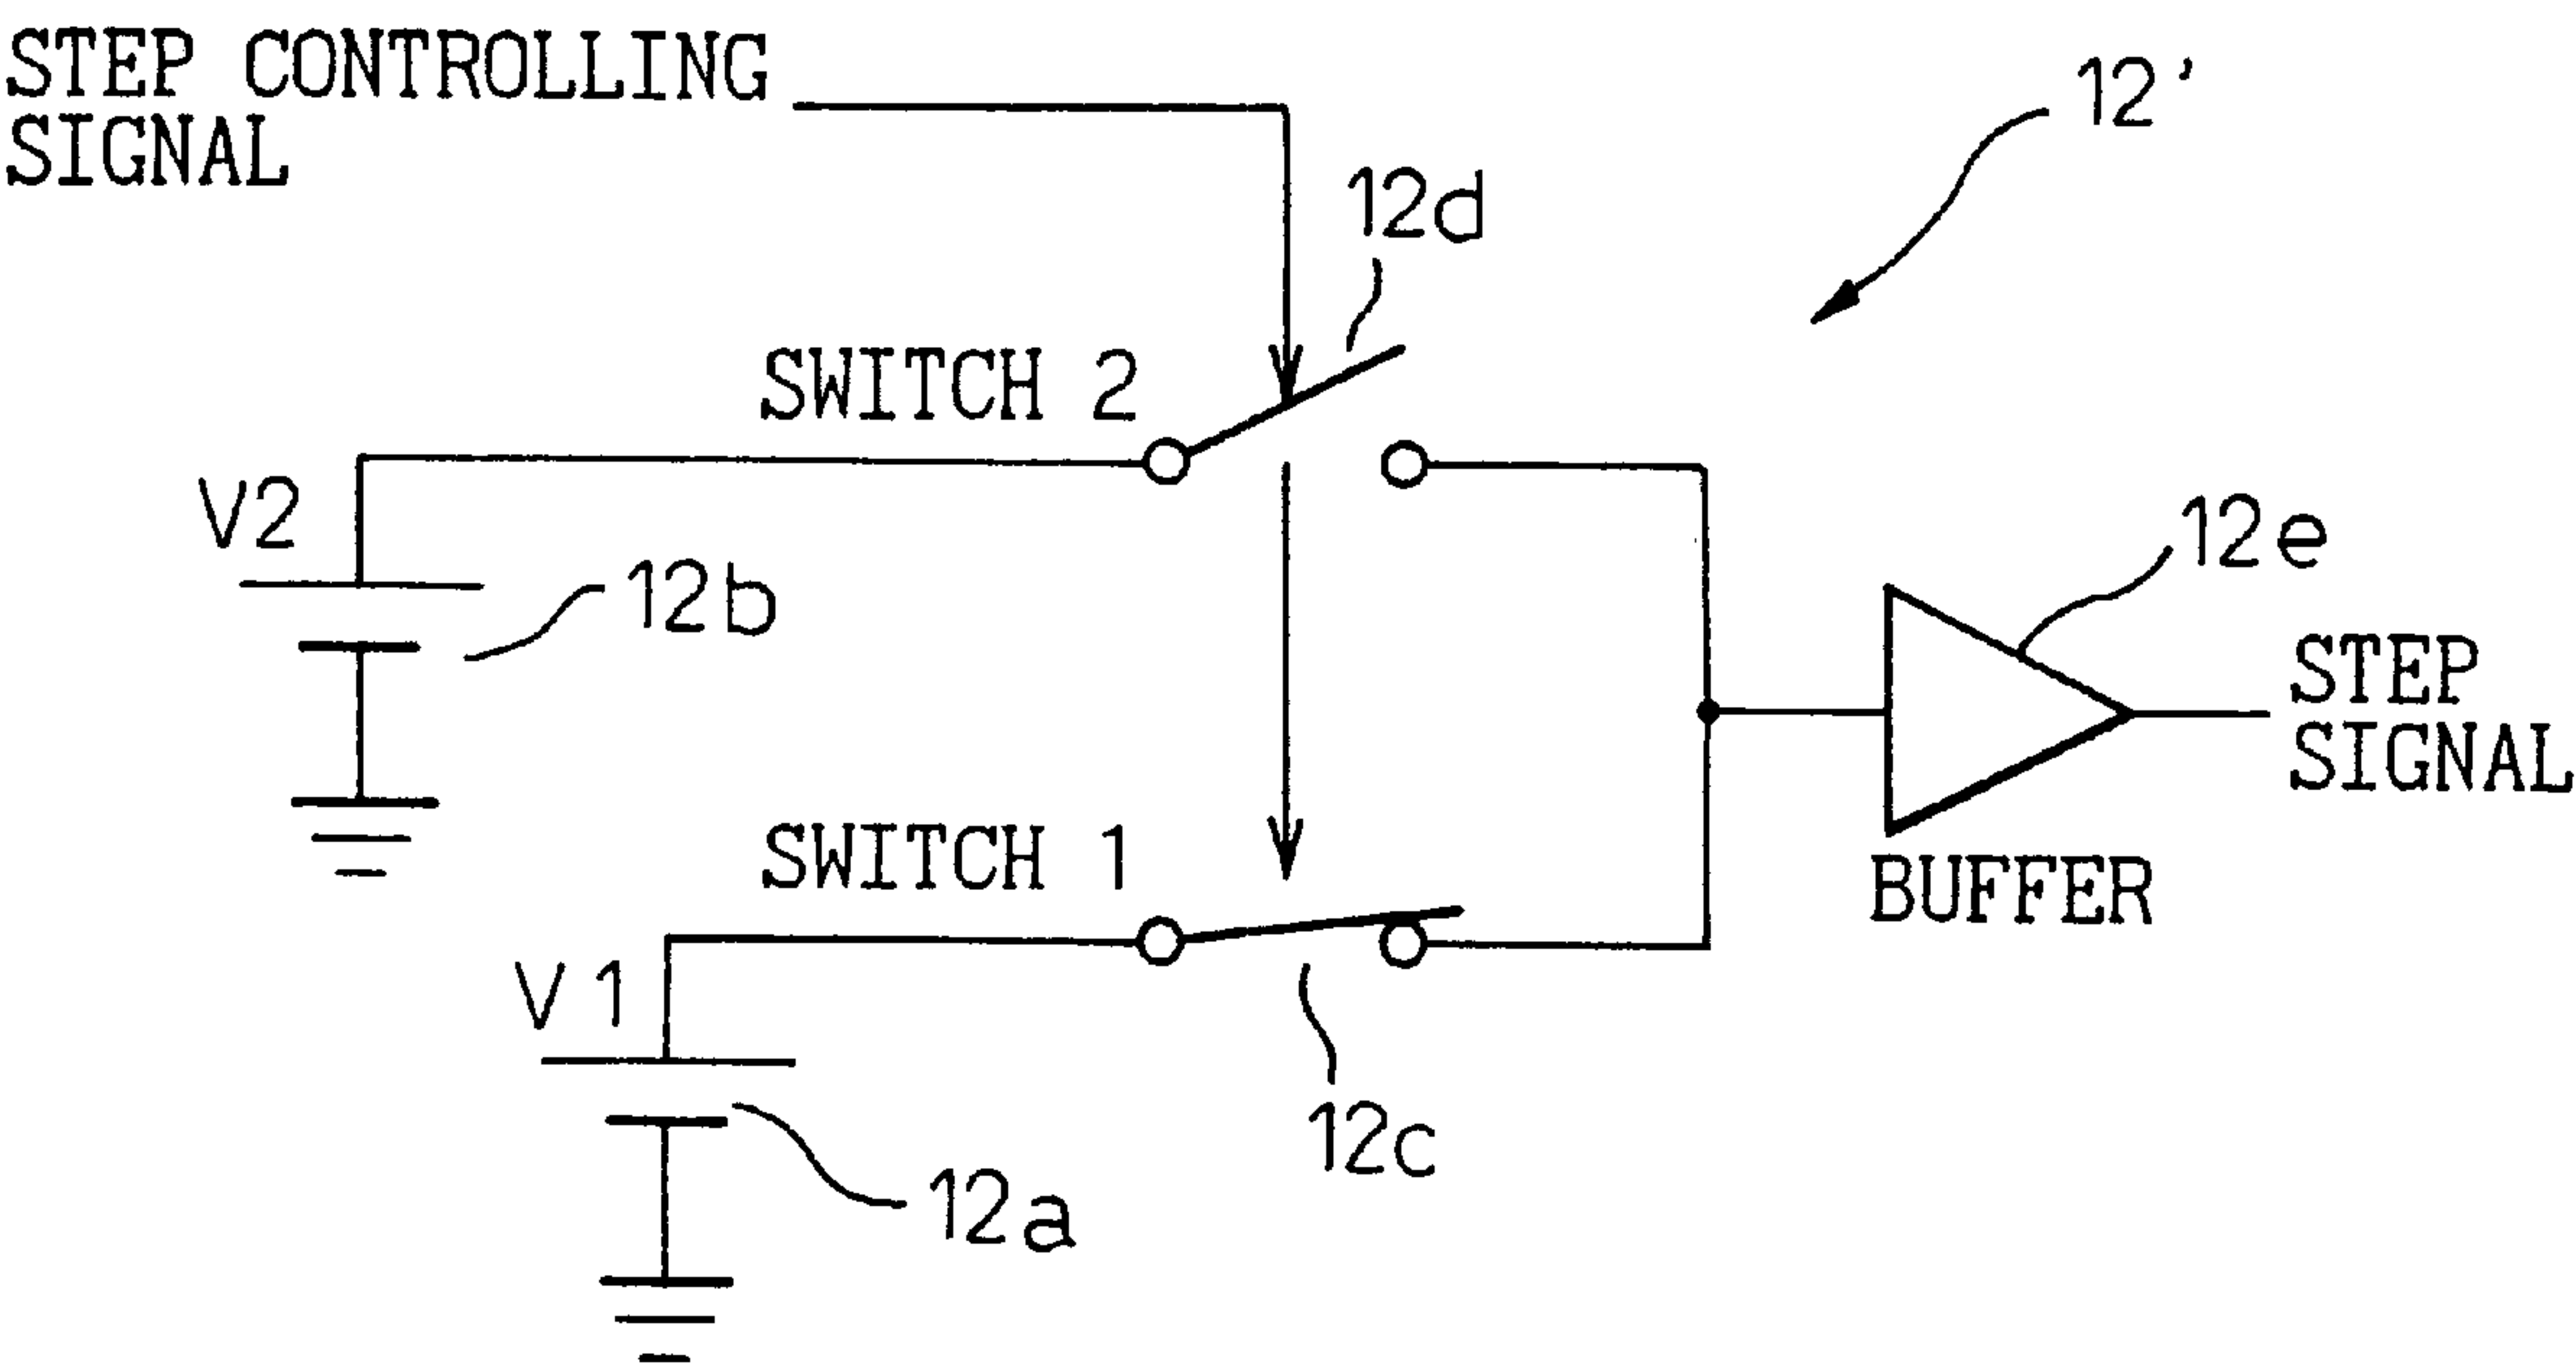 STEP CONTROLLING
SIGNAL
12'
12d
SWITCH 2
V2
12b
12e
STEP
SIGNAL
BUFFER
SWITCH 1
V1
12c
12a